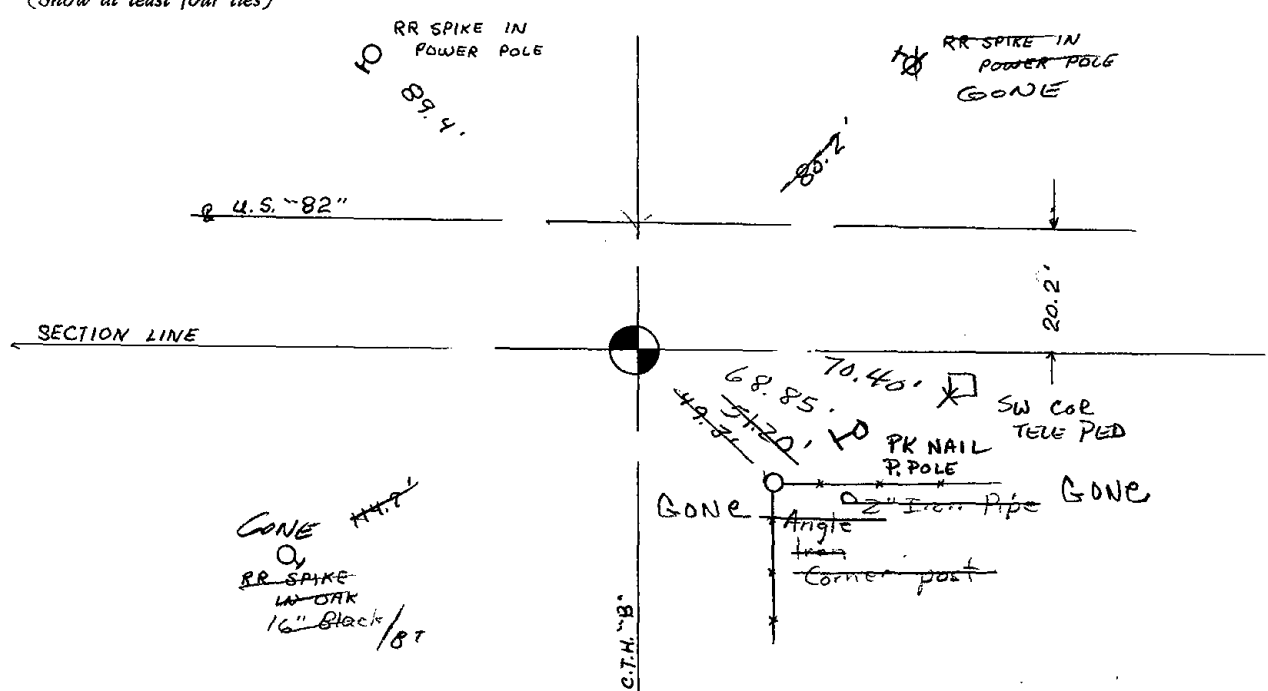 (Show at least four ties)
RR SPIKE IN
POWER POLE
89.4'
RR SPIKE IN
POWER POLE
GONE
80.2'
U.S. "82"
20.2'
SECTION LINE
70.40'
68.85'
51.20'
SW COR
TELE PED
PK NAIL
P. POLE
GONE
2" Iron Pipe
GONE
Angle
Iron
Corner post
GONE
RR SPIKE
IN OAK
16" Black
C.T.H. "B"